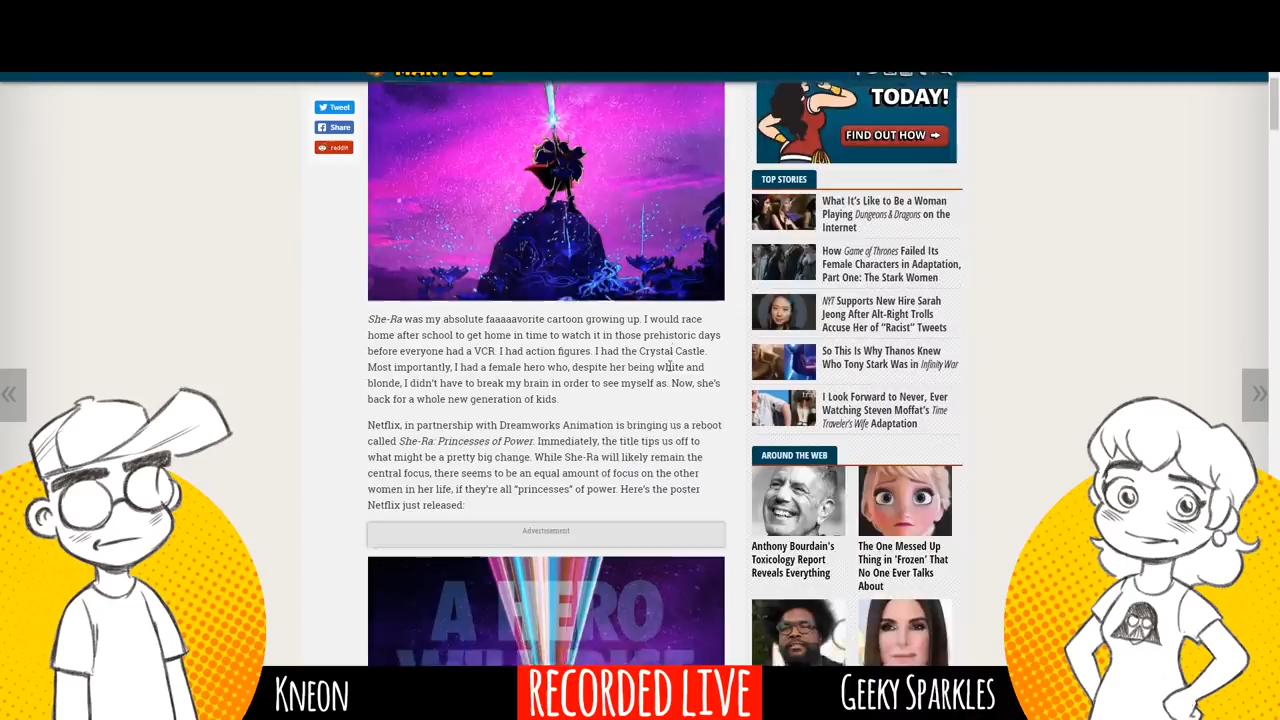 Tweet
Share
reddit
TODAY!
FIND OUT HOW
TOP STORIES
What It's Like to Be a Woman
Playing Dungeons & Dragons on the
Internet
How Game of Thrones Failed Its
Female Characters in Adaptation,
Part One: The Stark Women
NYT Supports New Hire Sarah
Jeong After Alt-Right Trolls
Accuse Her of "Racist" Tweets
So This Is Why Thanos Knew
Who Tony Stark Was in Infinity War
I Look Forward to Never, Ever
Watching Steven Moffat's Time
Traveler's Wife Adaptation
She-Ra was my absolute faaaaavorite cartoon growing up. I would race
home after school to get home in time to watch it in those prehistoric days
before everyone had a VCR. I had action figures. I had the Crystal Castle.
Most importantly, I had a female hero who, despite her being white and
blonde, I didn't have to break my brain in order to see myself as. Now, she's
back for a whole new generation of kids.
Netflix, in partnership with Dreamworks Animation is bringing us a reboot
called She-Ra: Princesses of Power. Immediately, the title tips us off to
what might be a pretty big change. While She-Ra will likely remain the
central focus, there seems to be an equal amount of focus on the other
women in her life, if they're all "princesses" of power. Here's the poster
Netflix just released:
Advertisement
A HERO
AROUND THE WEB
Anthony Bourdain's
Toxicology Report
Reveals Everything
The One Messed Up
Thing in 'Frozen' That
No One Ever Talks
About
KNEON
RECORDED LIVE
GEEKY SPARKLES